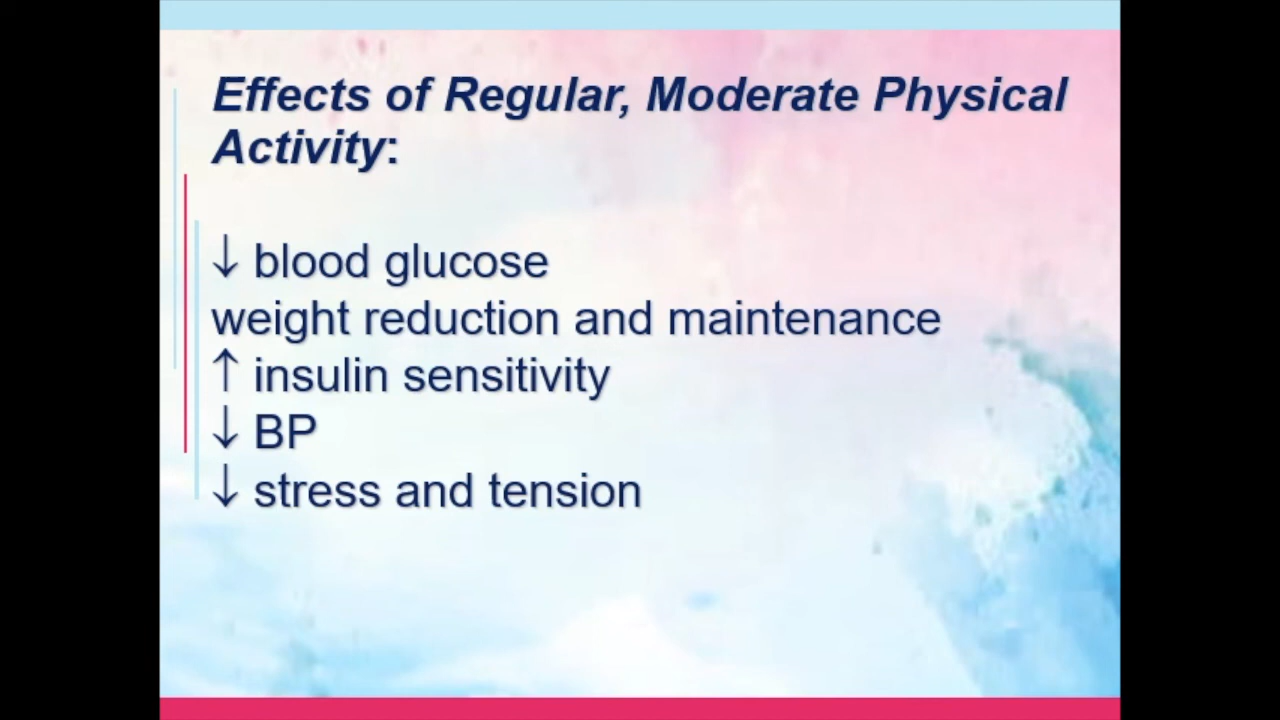 Effects of Regular, Moderate Physical
Activity:
↓ blood glucose
weight reduction and maintenance
↑ insulin sensitivity
↓ BP
↓ stress and tension